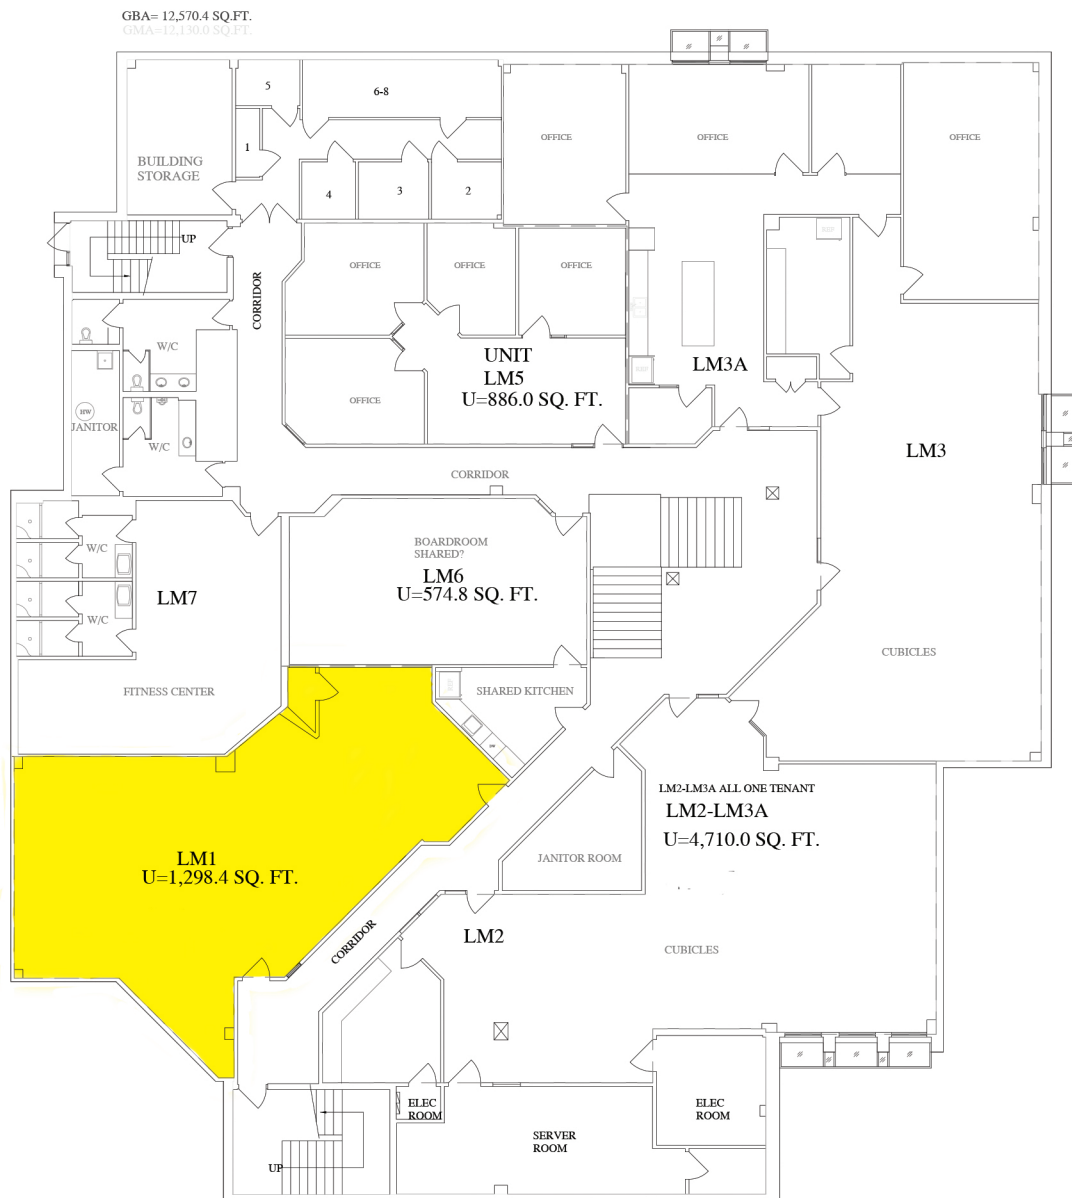 GBA= 12,570.4 SQ.FT.
GMA=12,130.0 SQ.FT.
5
6-8
1
BUILDING
STORAGE
4
3
2
OFFICE
OFFICE
OFFICE
UP
CORRIDOR
OFFICE
OFFICE
OFFICE
REF
W/C
UNIT
LM5
U=886.0 SQ. FT.
LM3A
REF
OFFICE
HW
JANITOR
W/C
LM3
CORRIDOR
BOARDROOM
SHARED?
LM6
U=574.8 SQ. FT.
W/C
LM7
W/C
CUBICLES
FITNESS CENTER
SHARED KITCHEN
DW
LM2-LM3A ALL ONE TENANT
LM2-LM3A
U=4,710.0 SQ. FT.
LM1
U=1,298.4 SQ. FT.
JANITOR ROOM
CORRIDOR
LM2
CUBICLES
ELEC
ROOM
ELEC
ROOM
SERVER
ROOM
UP